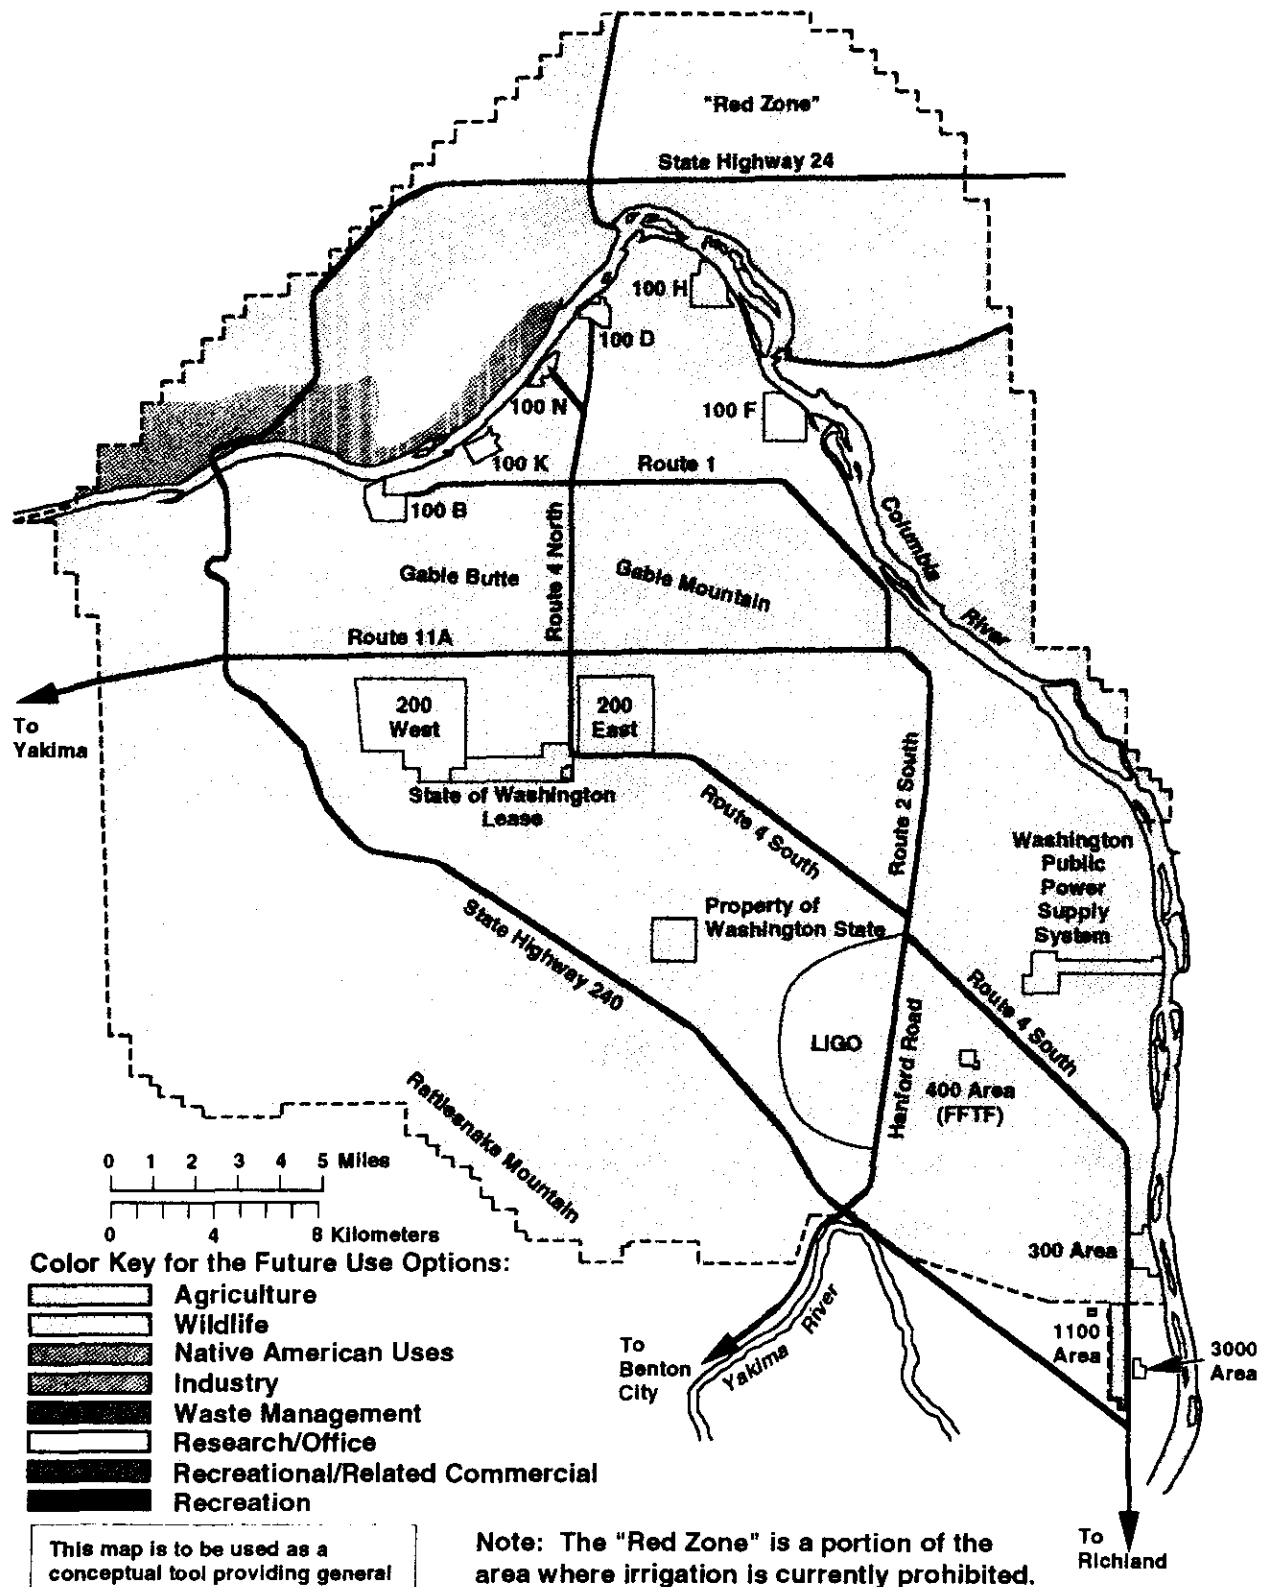 "Red Zone"
State Highway 24
100 H
100 D
100 N
100 F
100 K
Route 1
100 B
Columbia
River
Route 4 North
Gable Butte
Gable Mountain
Route 11A
To
Yakima
200
West
200
East
State of Washington
Lease
Route 4 South
Route 2 South
Washington
Public
Power
Supply
System
Property of
Washington State
State Highway 240
Route 4 South
LIGO
Hanford Road
400 Area
(FFTF)
Rattlesnake Mountain
0 1 2 3 4 5 Miles
0 4 8 Kilometers
300 Area
1100
Area
3000
Area
To
Benton
City
Yakima
River
To
Richland
Color Key for the Future Use Options:
Agriculture
Wildlife
Native American Uses
Industry
Waste Management
Research/Office
Recreational/Related Commercial
Recreation
This map is to be used as a
conceptual tool providing general
Note: The "Red Zone" is a portion of the
area where irrigation is currently prohibited.